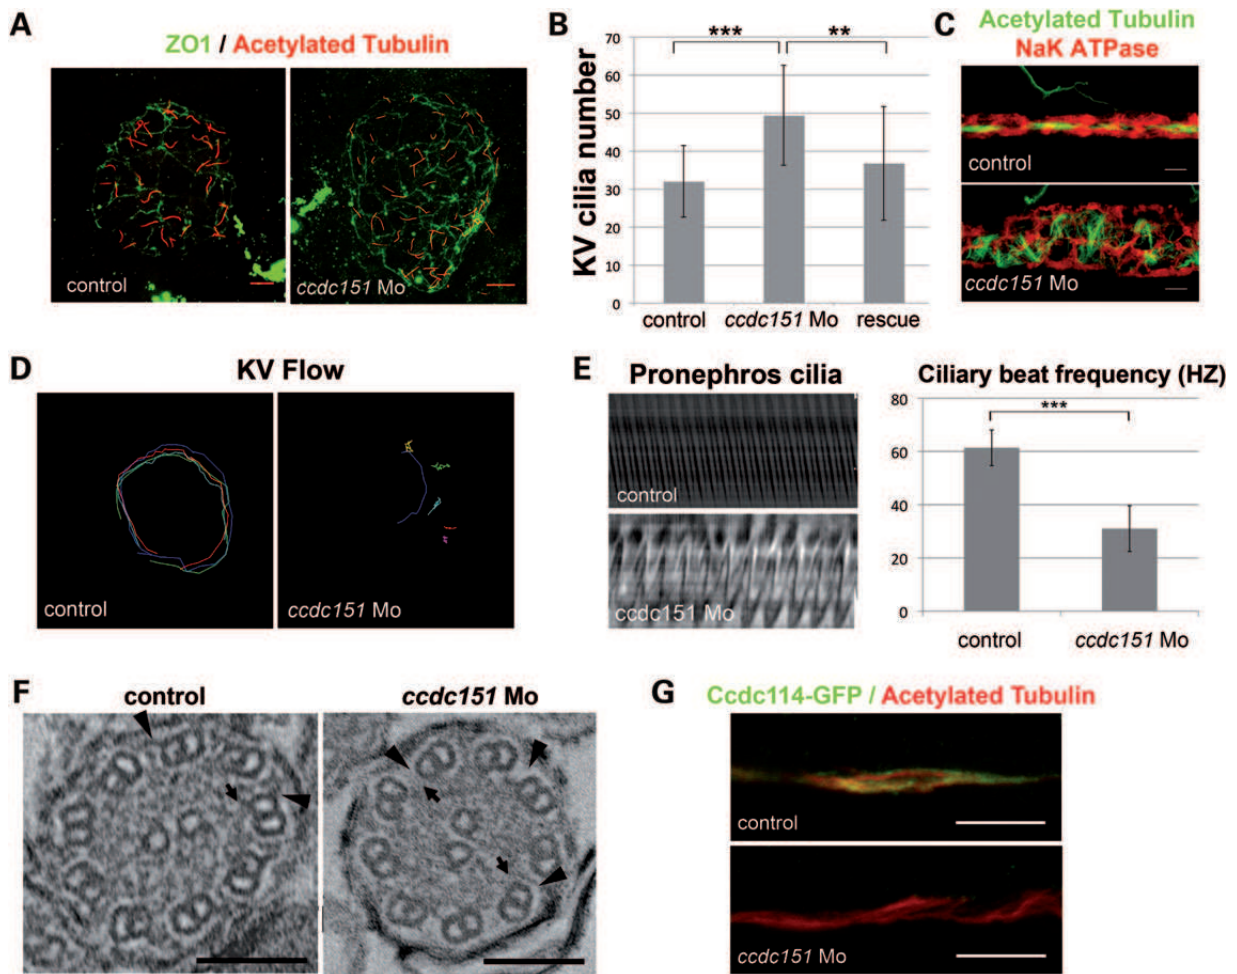 A
ZO1 / Acetylated Tubulin
control
ccdc151 Mo
B
KV cilia number
70
60
50
40
30
20
10
0
***
**
control ccdc151 Mo rescue
C
Acetylated Tubulin
NaK ATPase
control
ccdc151 Mo
D
KV Flow
control
ccdc151 Mo
E
Pronephros cilia
control
ccdc151 Mo
Ciliary beat frequency (HZ)
80
60
40
20
0
***
control ccdc151 Mo
F
control ccdc151 Mo
G
Ccdc114-GFP / Acetylated Tubulin
control
ccdc151 Mo